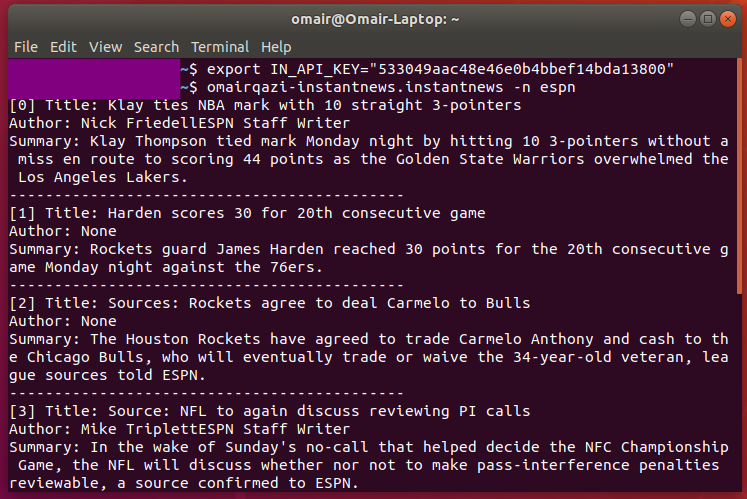 omair@Omair-Laptop: ~
File Edit View Search Terminal Help
~$ export IN_API_KEY="533049aac48e46e0b4bbef14bda13800"
~$ omairqazi-instantnews.instantnews -n espn
[0] Title: Klay ties NBA mark with 10 straight 3-pointers
Author: Nick FriedellESPN Staff Writer
Summary: Klay Thompson tied mark Monday night by hitting 10 3-pointers without a
 miss en route to scoring 44 points as the Golden State Warriors overwhelmed the
 Los Angeles Lakers.
--------------------------------------------
[1] Title: Harden scores 30 for 20th consecutive game
Author: None
Summary: Rockets guard James Harden reached 30 points for the 20th consecutive g
ame Monday night against the 76ers.
--------------------------------------------
[2] Title: Sources: Rockets agree to deal Carmelo to Bulls
Author: None
Summary: The Houston Rockets have agreed to trade Carmelo Anthony and cash to th
e Chicago Bulls, who will eventually trade or waive the 34-year-old veteran, lea
gue sources told ESPN.
--------------------------------------------
[3] Title: Source: NFL to again discuss reviewing PI calls
Author: Mike TriplettESPN Staff Writer
Summary: In the wake of Sunday's no-call that helped decide the NFC Championship
 Game, the NFL will discuss whether nor not to make pass-interference penalties
reviewable, a source confirmed to ESPN.